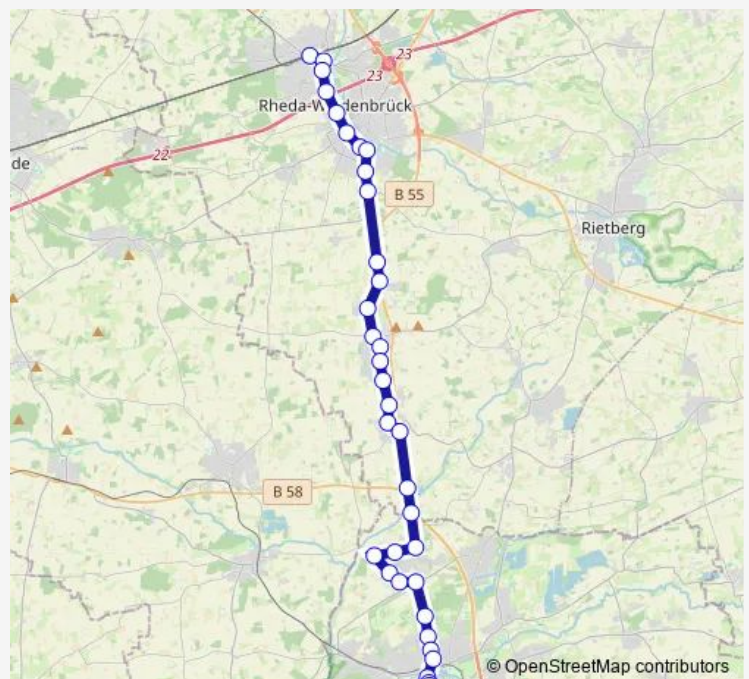 23
23
Rheda-Wiedenbrück
22
de
B 55
Rietberg
B 58
© OpenStreetMap contributors